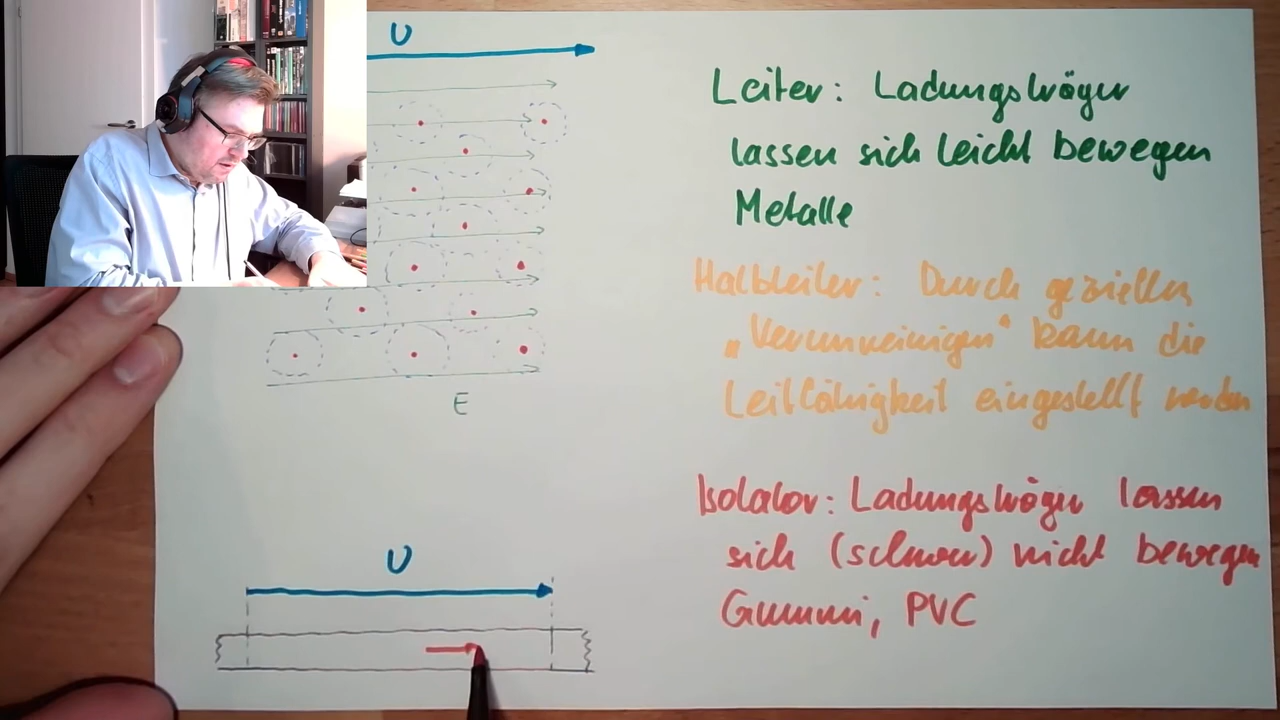 U
Leiter: Ladungsträger
lassen sich leicht bewegen
Metalle
Halbleiter: Durch gezieltes
„Verunreinigen“ kann die
Leitfähigkeit eingestellt werden
E
Isolator: Ladungsträger lassen
sich (schwer) nicht bewegen
Gummi, PVC
U